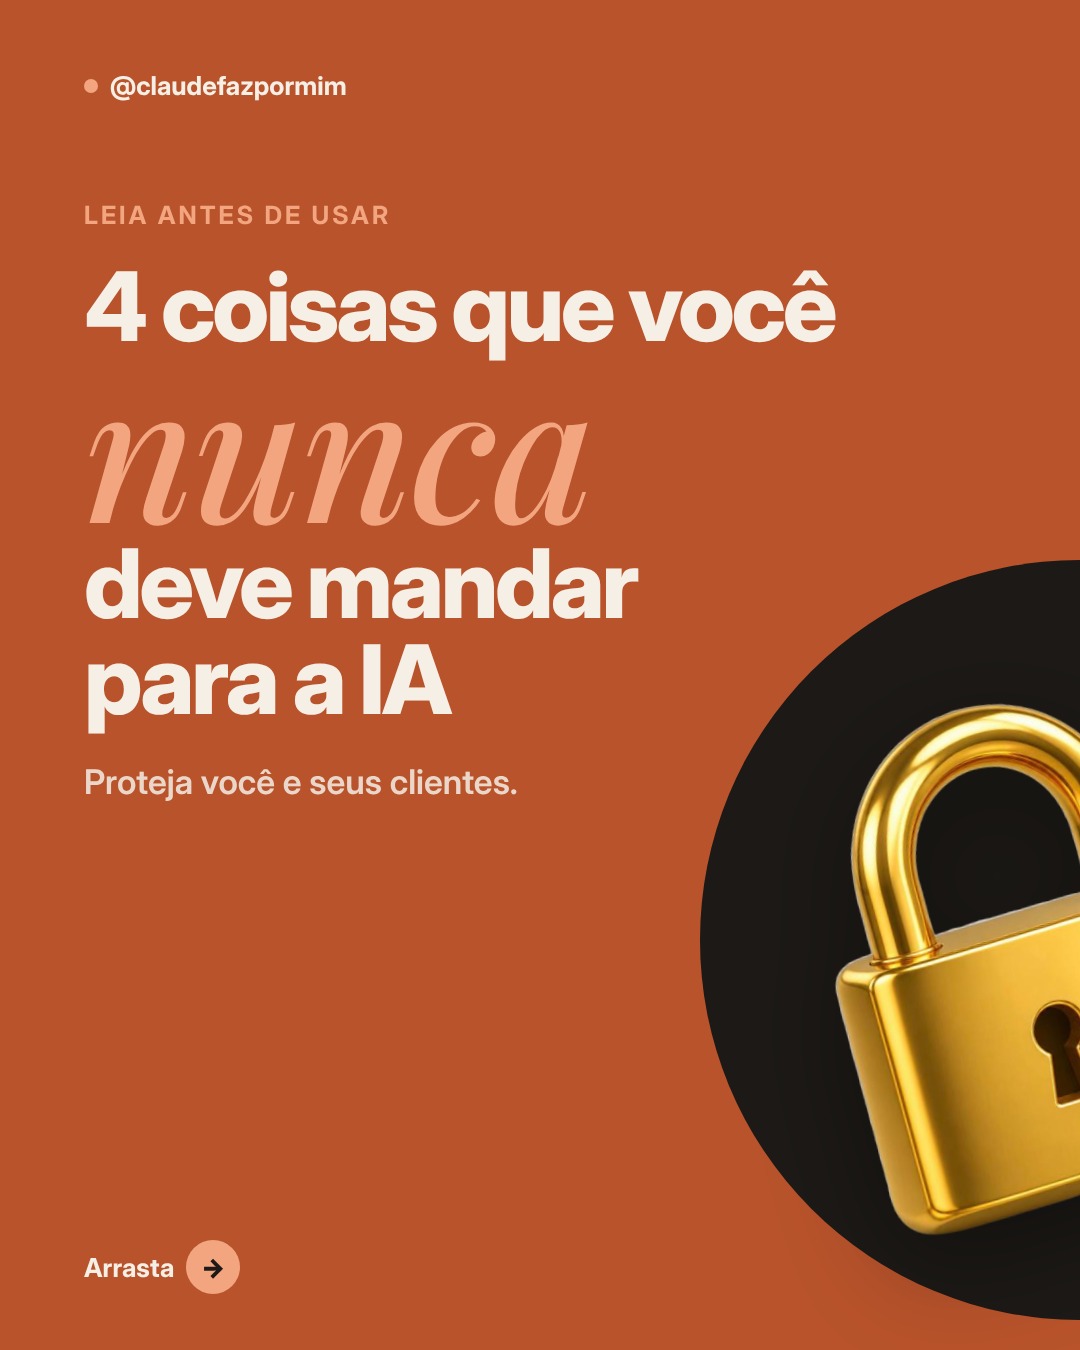 @claudefazpormim
LEIA ANTES DE USAR
4 coisas que você
nunca
deve mandar
para a IA
Proteja você e seus clientes.
Arrasta